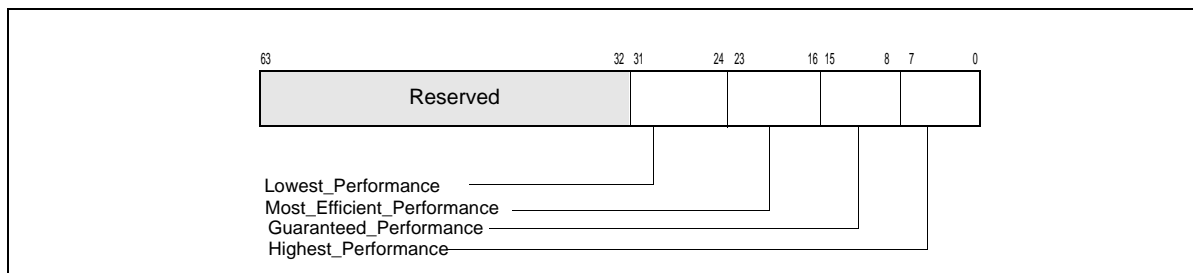 63 32 31 24 23 16 15 8 7 0
Reserved
Lowest_Performance
Most_Efficient_Performance
Guaranteed_Performance
Highest_Performance